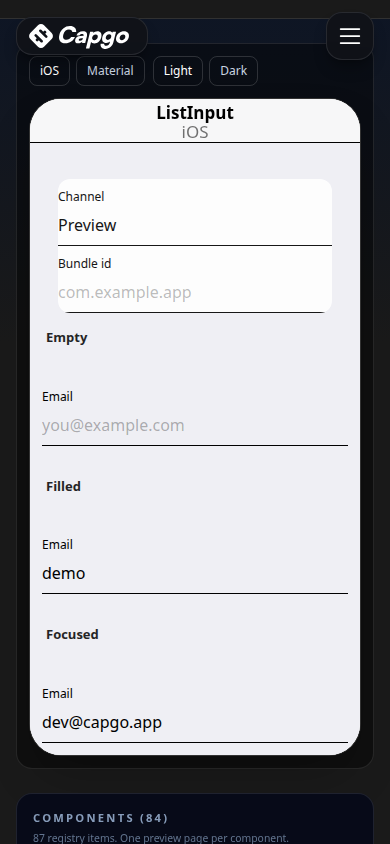 Capgo
iOS Material Light Dark
ListInput
iOS
Channel
Preview
Bundle id
com.example.app
Empty
Email
you@example.com
Filled
Email
demo
Focused
Email
dev@capgo.app
COMPONENTS (84)
87 registry items. One preview page per component.